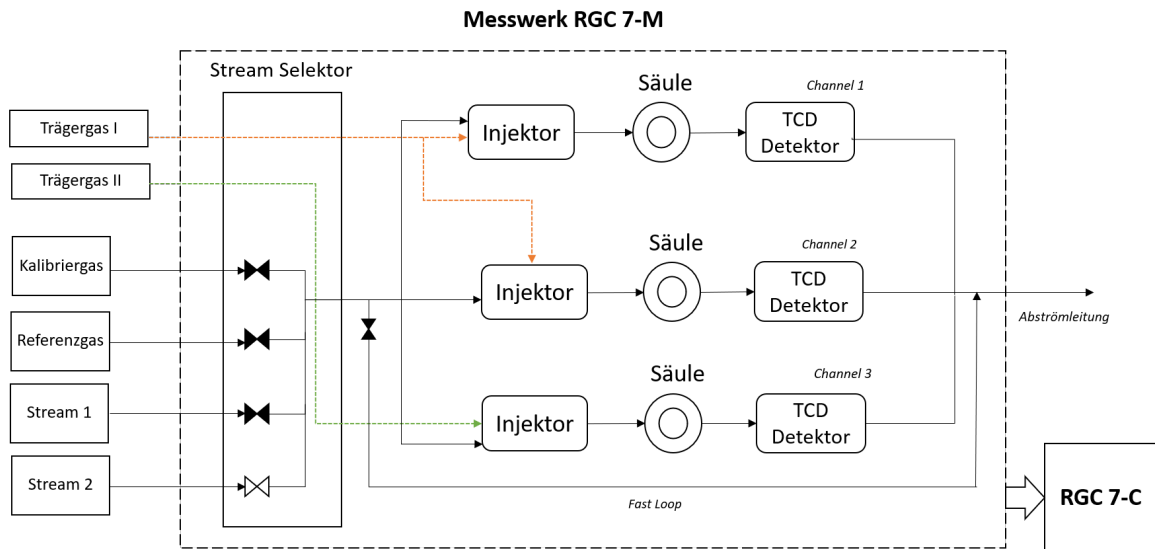 Messwerk RGC 7-M
Stream Selektor
Trägergas I
Trägergas II
Kalibriergas
Referenzgas
Stream 1
Stream 2
Injektor
Säule
Channel 1
TCD
Detektor
Injektor
Säule
Channel 2
TCD
Detektor
Abströmleitung
Injektor
Säule
Channel 3
TCD
Detektor
Fast Loop
RGC 7-C